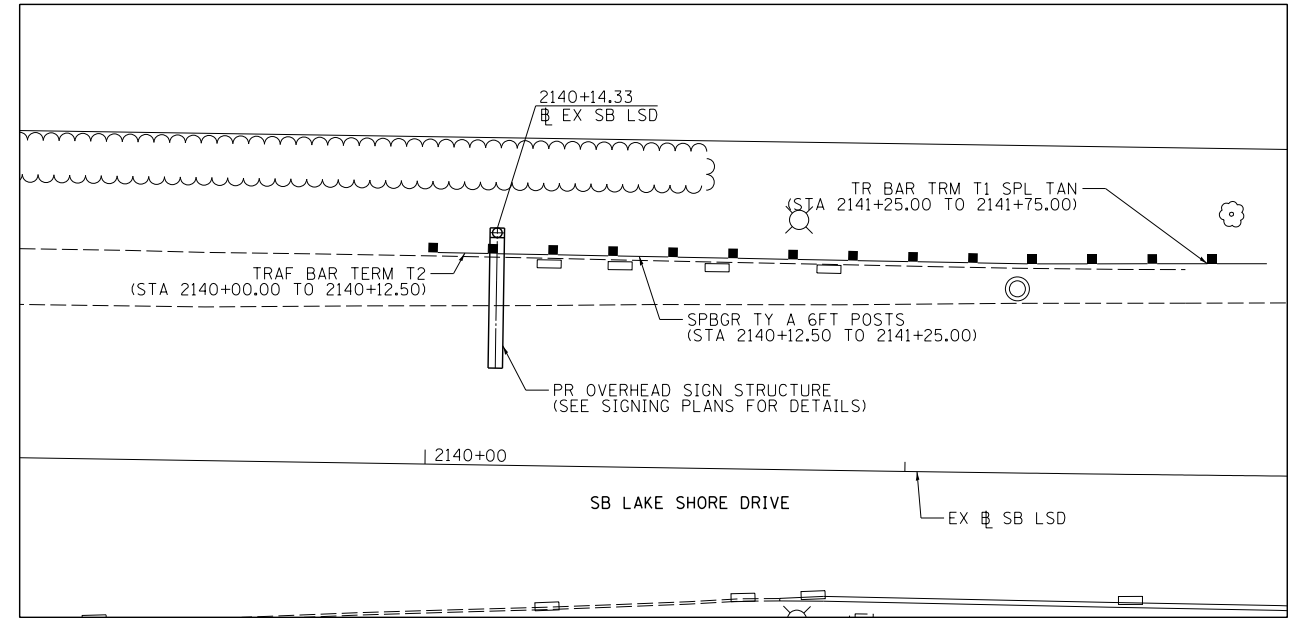 2140+14.33
℄ EX SB LSD
TR BAR TRM T1 SPL TAN
(STA 2141+25.00 TO 2141+75.00)
TRAF BAR TERM T2
(STA 2140+00.00 TO 2140+12.50)
SPBGR TY A 6FT POSTS
(STA 2140+12.50 TO 2141+25.00)
PR OVERHEAD SIGN STRUCTURE
(SEE SIGNING PLANS FOR DETAILS)
2140+00
SB LAKE SHORE DRIVE
EX ℄ SB LSD